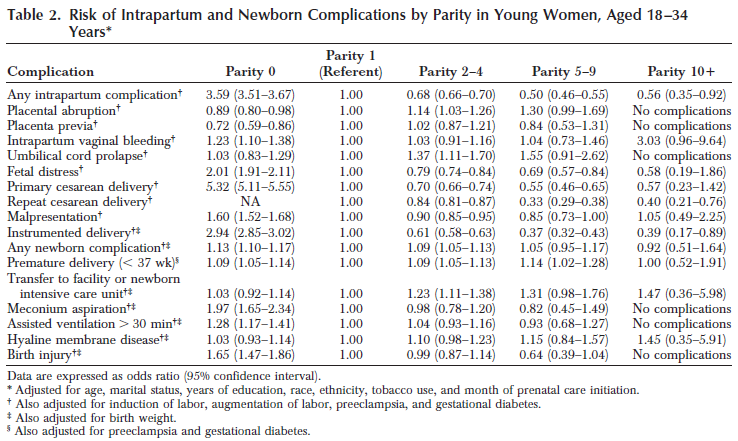 Table 2. Risk of Intrapartum and Newborn Complications by Parity in Young Women, Aged 18–34
Years*
Parity 1
Complication Parity 0 (Referent) Parity 2–4 Parity 5–9 Parity 10+
Any intrapartum complication† 3.59 (3.51–3.67) 1.00 0.68 (0.66–0.70) 0.50 (0.46–0.55) 0.56 (0.35–0.92)
Placental abruption† 0.89 (0.80–0.98) 1.00 1.14 (1.03–1.26) 1.30 (0.99–1.69) No complications
Placenta previa† 0.72 (0.59–0.86) 1.00 1.02 (0.87–1.21) 0.84 (0.53–1.31) No complications
Intrapartum vaginal bleeding† 1.23 (1.10–1.38) 1.00 1.03 (0.91–1.16) 1.04 (0.73–1.46) 3.03 (0.96–9.64)
Umbilical cord prolapse† 1.03 (0.83–1.29) 1.00 1.37 (1.11–1.70) 1.55 (0.91–2.62) No complications
Fetal distress† 2.01 (1.91–2.11) 1.00 0.79 (0.74–0.84) 0.69 (0.57–0.84) 0.58 (0.19–1.86)
Primary cesarean delivery† 5.32 (5.11–5.55) 1.00 0.70 (0.66–0.74) 0.55 (0.46–0.65) 0.57 (0.23–1.42)
Repeat cesarean delivery† NA 1.00 0.84 (0.81–0.87) 0.33 (0.29–0.38) 0.40 (0.21–0.76)
Malpresentation† 1.60 (1.52–1.68) 1.00 0.90 (0.85–0.95) 0.85 (0.73–1.00) 1.05 (0.49–2.25)
Instrumented delivery†‡ 2.94 (2.85–3.02) 1.00 0.61 (0.58–0.63) 0.37 (0.32–0.43) 0.39 (0.17–0.89)
Any newborn complication†‡ 1.13 (1.10–1.17) 1.00 1.09 (1.05–1.13) 1.05 (0.95–1.17) 0.92 (0.51–1.64)
Premature delivery (< 37 wk)§ 1.09 (1.05–1.14) 1.00 1.09 (1.05–1.13) 1.14 (1.02–1.28) 1.00 (0.52–1.91)
Transfer to facility or newborn
intensive care unit†‡ 1.03 (0.92–1.14) 1.00 1.23 (1.11–1.38) 1.31 (0.98–1.76) 1.47 (0.36–5.98)
Meconium aspiration†‡ 1.97 (1.65–2.34) 1.00 0.98 (0.78–1.20) 0.82 (0.45–1.49) No complications
Assisted ventilation > 30 min†‡ 1.28 (1.17–1.41) 1.00 1.04 (0.93–1.16) 0.93 (0.68–1.27) No complications
Hyaline membrane disease†‡ 1.03 (0.93–1.14) 1.00 1.10 (0.98–1.23) 1.15 (0.84–1.57) 1.45 (0.35–5.91)
Birth injury†‡ 1.65 (1.47–1.86) 1.00 0.99 (0.87–1.14) 0.64 (0.39–1.04) No complications
Data are expressed as odds ratio (95% confidence interval).
* Adjusted for age, marital status, years of education, race, ethnicity, tobacco use, and month of prenatal care initiation.
† Also adjusted for induction of labor, augmentation of labor, preeclampsia, and gestational diabetes.
‡ Also adjusted for birth weight.
§ Also adjusted for preeclampsia and gestational diabetes.